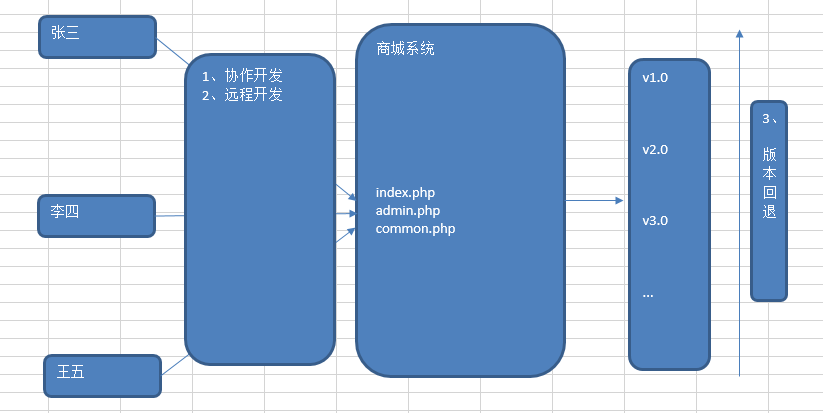 张三
李四
王五
1、协作开发
2、远程开发
商城系统
index.php
admin.php
common.php
v1.0
v2.0
v3.0
...
3、
版
本
回
退